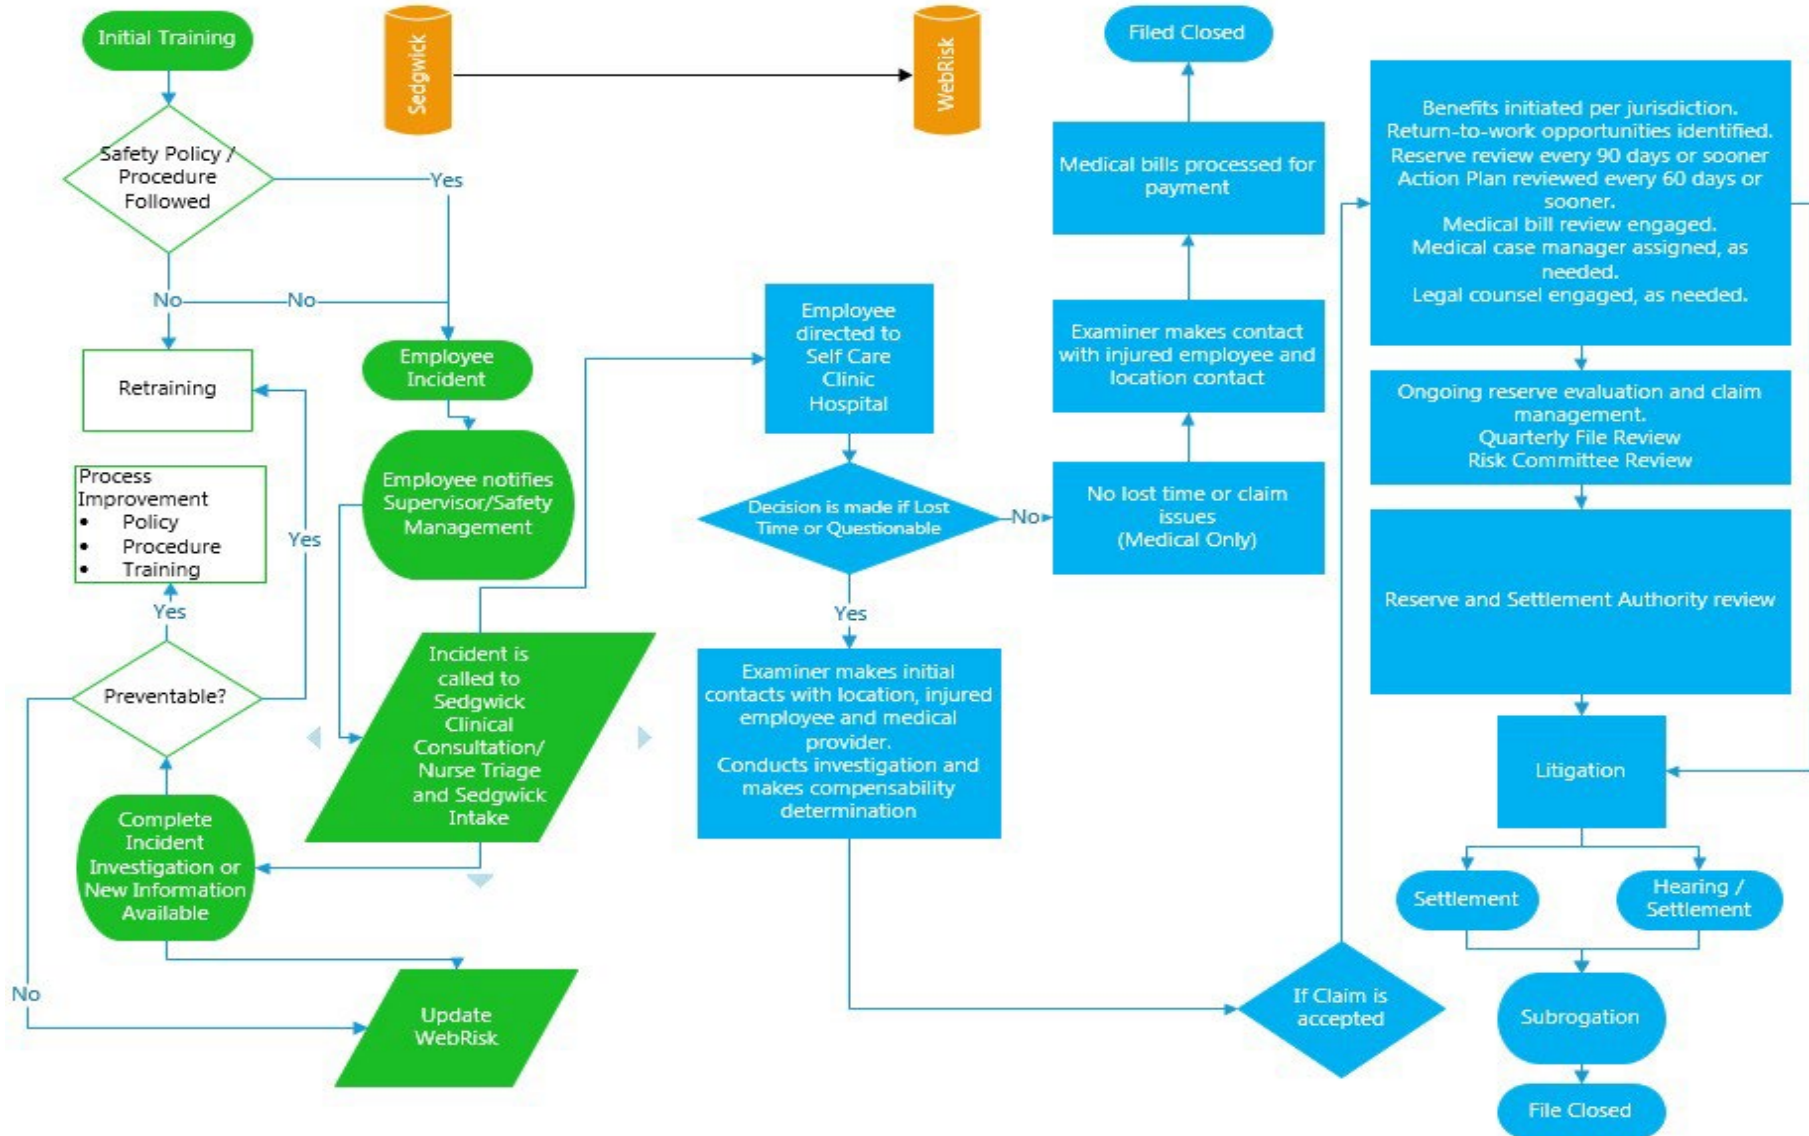 Initial Training
Safety Policy /
Procedure
Followed
Yes
No
No
Retraining
Process
Improvement
• Policy
• Procedure
• Training
Yes
Yes
Preventable?
No
Complete
Incident
Investigation or
New Information
Available
Update
WebRisk
Sedgwick
WebRisk
Employee
Incident
Employee notifies
Supervisor/Safety
Management
Incident is
called to
Sedgwick
Clinical
Consultation/
Nurse Triage
and Sedgwick
Intake
Employee
directed to
Self Care
Clinic
Hospital
Decision is made if Lost
Time or Questionable
No
Yes
Examiner makes initial
contacts with location, injured
employee and medical
provider.
Conducts investigation and
makes compensability
determination
Filed Closed
Medical bills processed for
payment
Examiner makes contact
with injured employee and
location contact
No lost time or claim
issues
(Medical Only)
If Claim is
accepted
Benefits initiated per jurisdiction.
Return-to-work opportunities identified.
Reserve review every 90 days or sooner
Action Plan reviewed every 60 days or
sooner.
Medical bill review engaged.
Medical case manager assigned, as
needed.
Legal counsel engaged, as needed.
Ongoing reserve evaluation and claim
management.
Quarterly File Review
Risk Committee Review
Reserve and Settlement Authority review
Litigation
Settlement
Hearing /
Settlement
Subrogation
File Closed